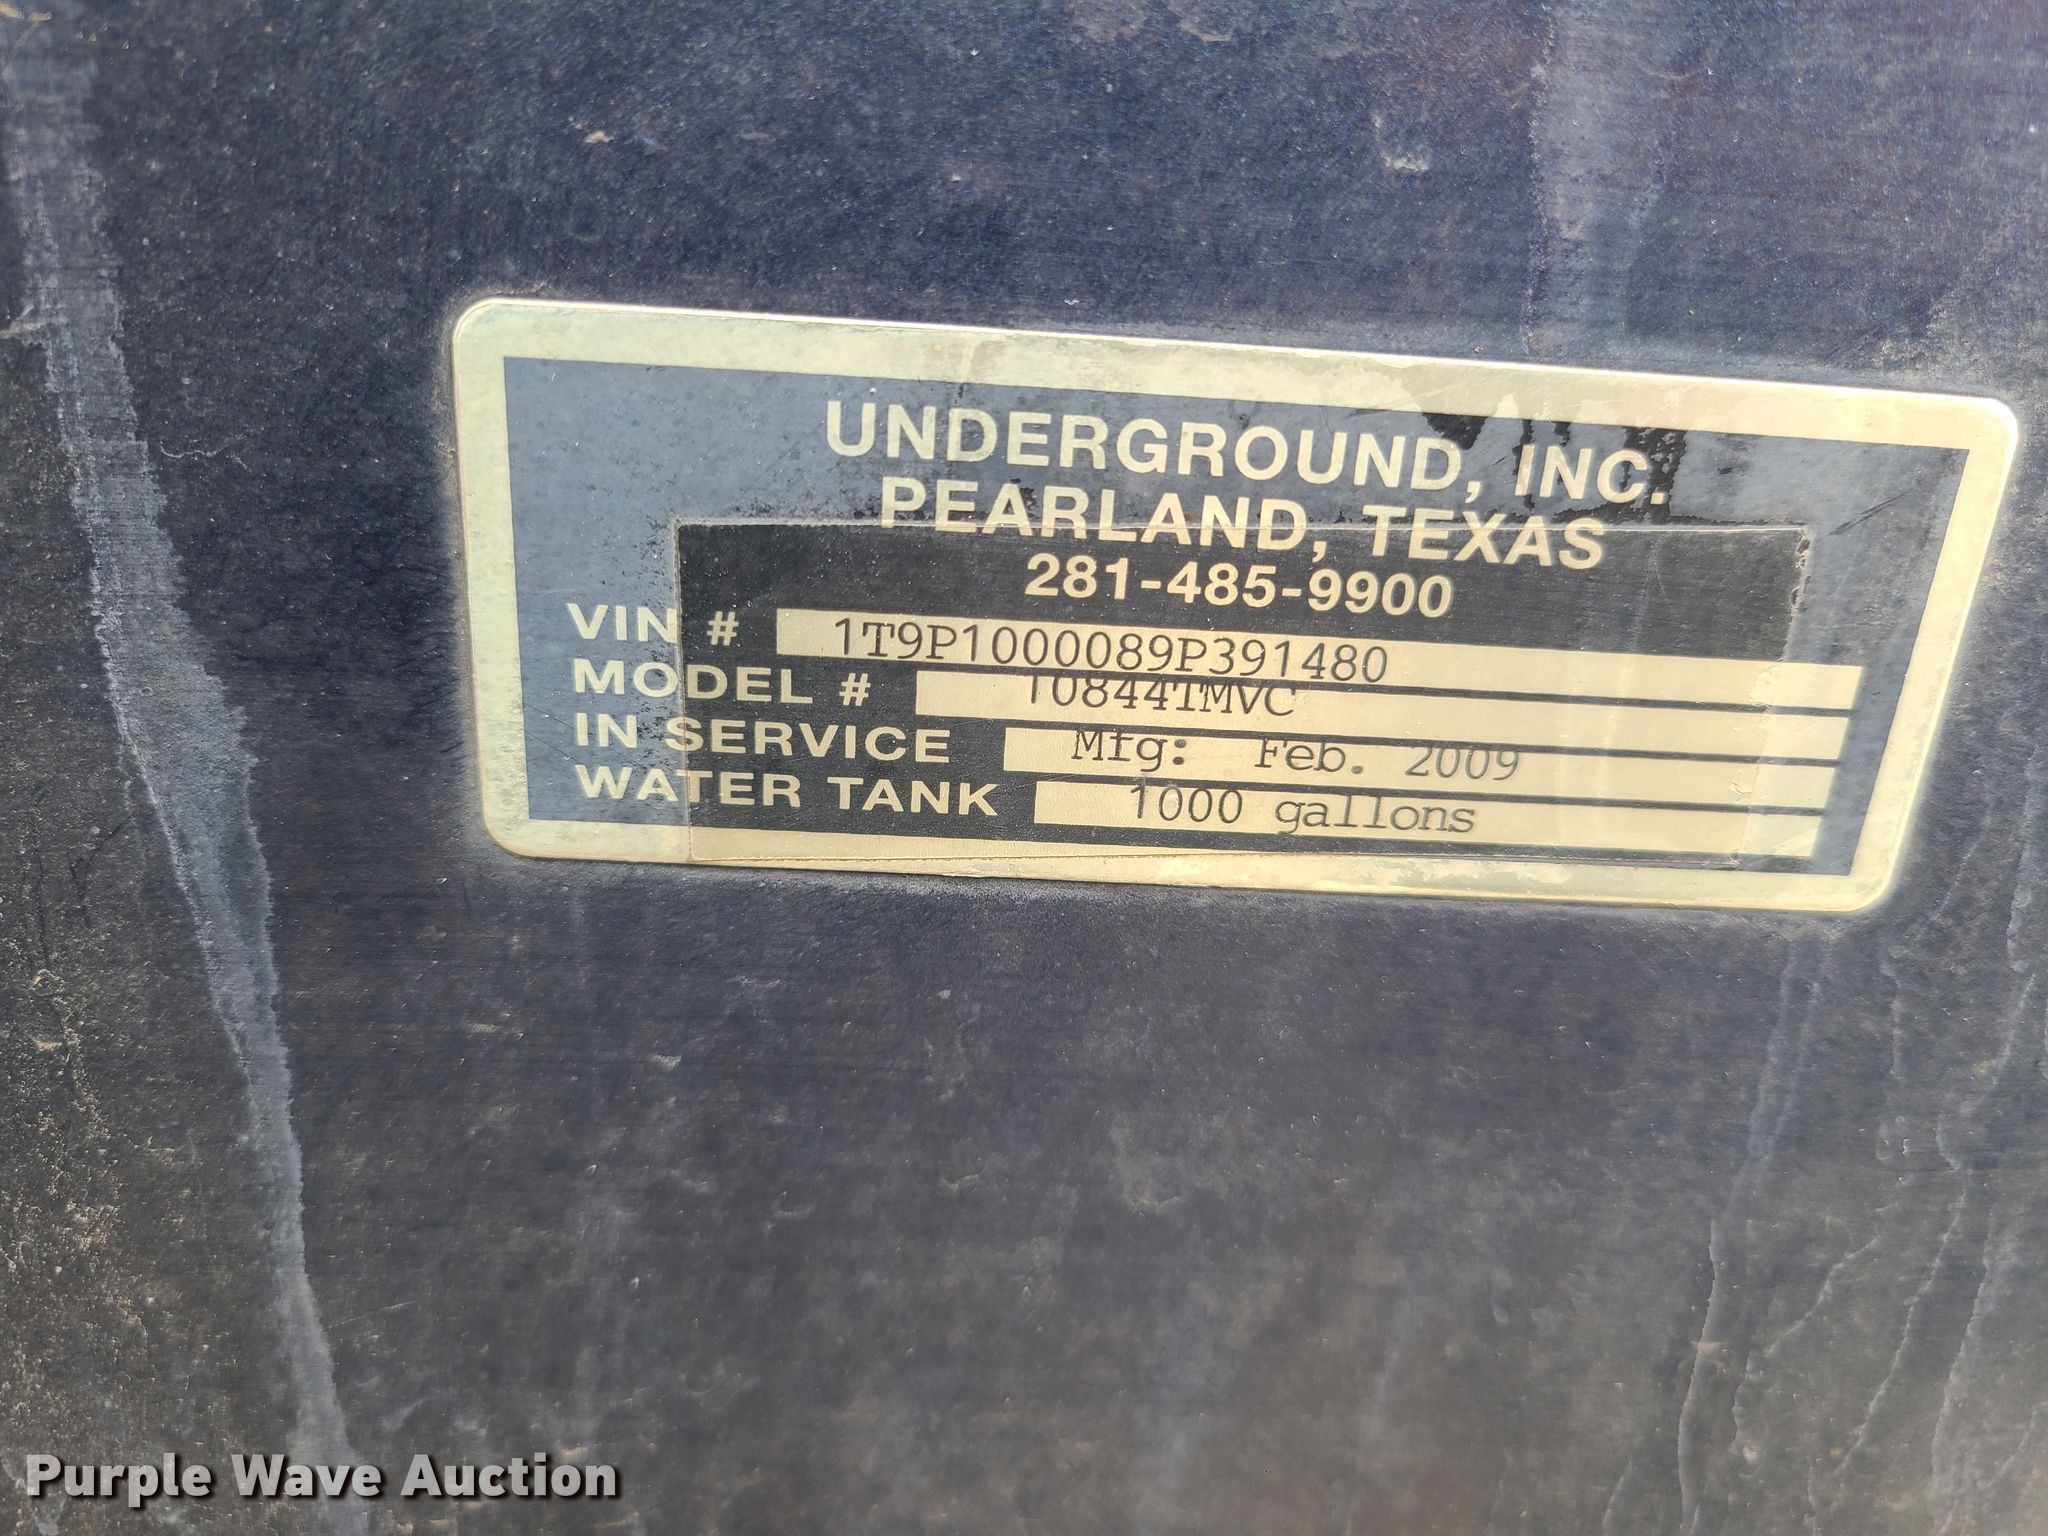 UNDERGROUND, INC.
PEARLAND, TEXAS
281-485-9900
VIN # 1T9P1000089P391480
MODEL # 10844TMVC
IN SERVICE Mfg: Feb. 2009
WATER TANK 1000 gallons
Purple Wave Auction